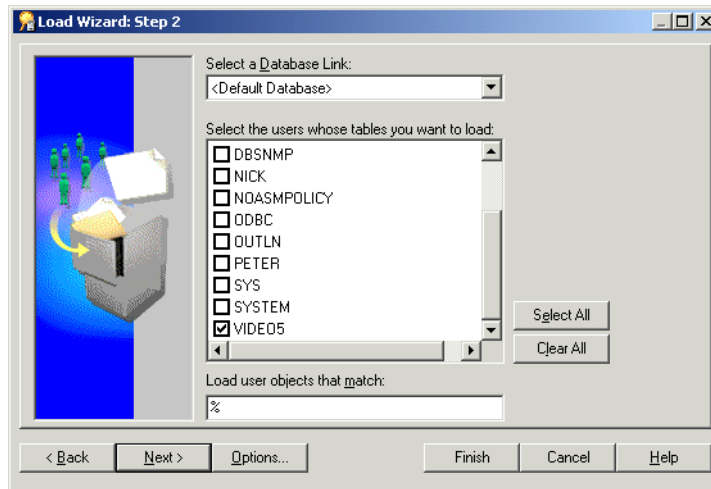 Load Wizard: Step 2
Select a Database Link:
<Default Database>
Select the users whose tables you want to load:
DBSNMP
NICK
NOASMPOLICY
ODBC
OUTLN
PETER
SYS
SYSTEM
VIDEO5
Select All
Clear All
Load user objects that match:
%
< Back
Next >
Options...
Finish
Cancel
Help